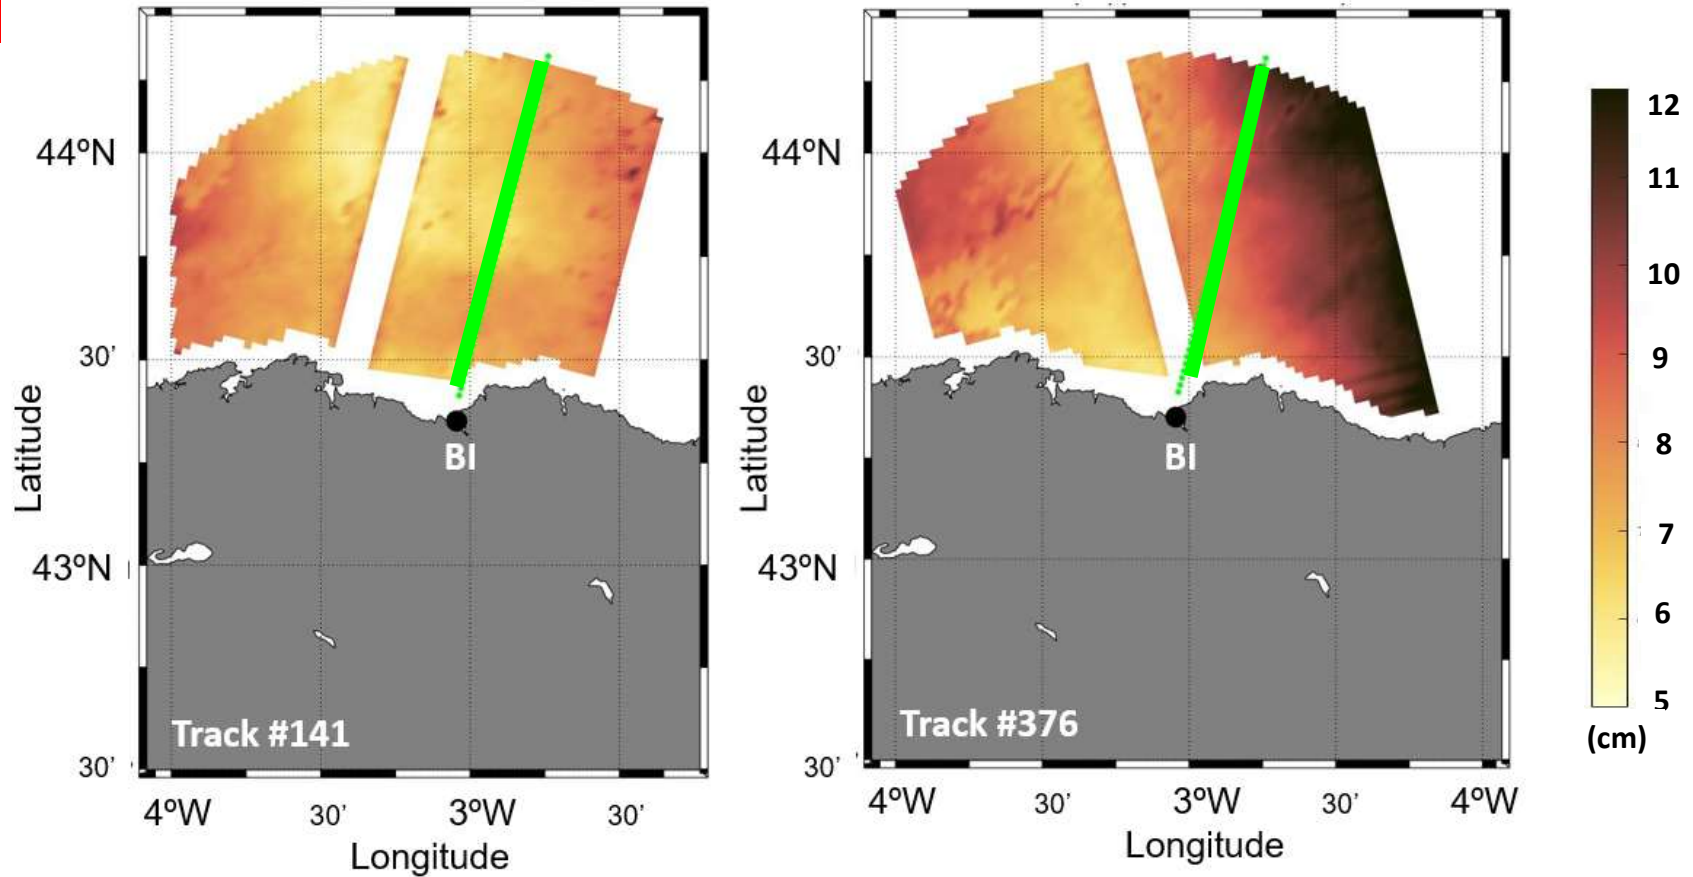 44ºN
30'
43ºN
30'
Latitude
BI
Track #141
4ºW
30'
3ºW
30'
Longitude
44ºN
30'
43ºN
30'
Latitude
BI
Track #376
4ºW
30'
3ºW
30'
4ºW
Longitude
12
11
10
9
8
7
6
5
(cm)